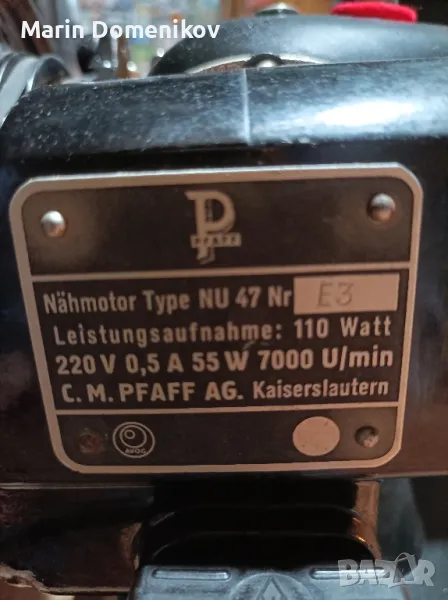 Marin Domenikov
P
PFAFF
Nähmotor Type NU 47 Nr E3
Leistungsaufnahme: 110 Watt
220 V 0,5 A 55 W 7000 U/min
C. M. PFAFF AG. Kaiserslautern
BAZAR